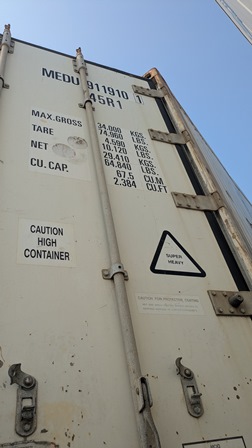 MEDU 911910 1
45R1
MAX.GROSS 34.000 KGS.
74.960 LBS.
TARE 4.590 KGS.
10.120 LBS.
NET 29.410 KGS.
64.840 LBS.
CU. CAP. 67.5 CU.M
2.384 CU.FT
CAUTION
HIGH
CONTAINER
SUPER
HEAVY